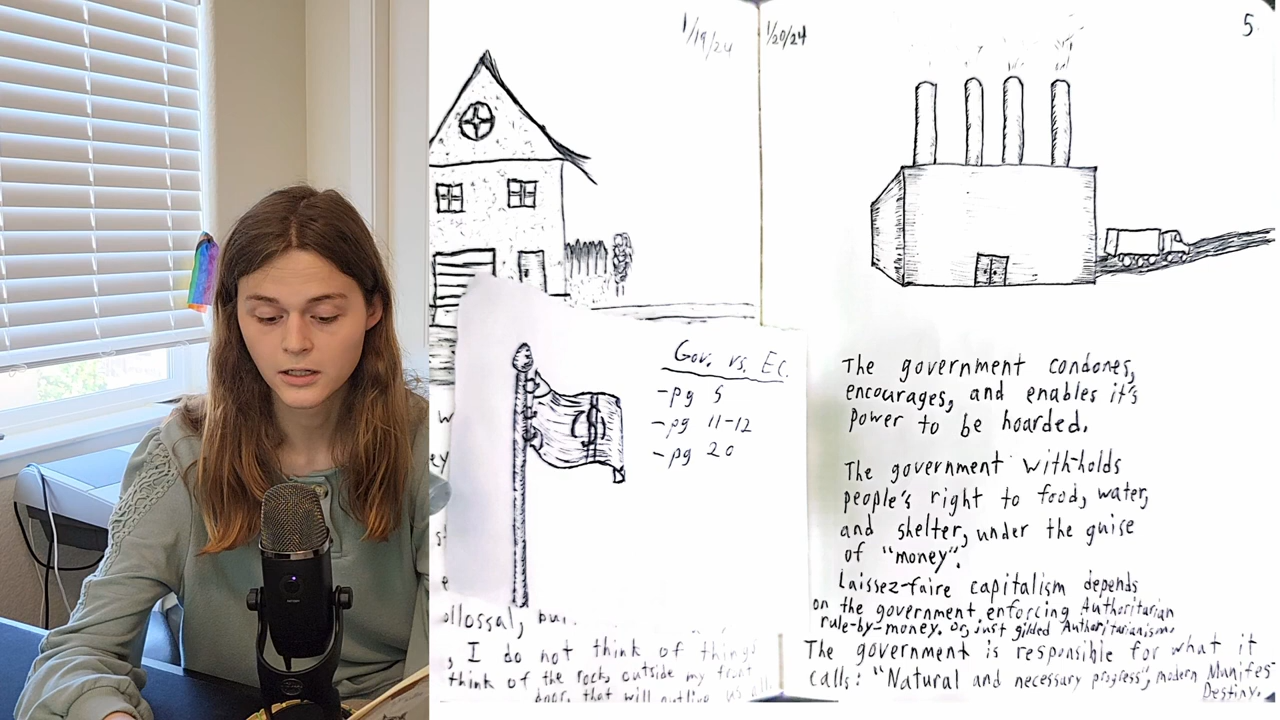 1/19/24
1/20/24
5
Gov. vs. Ec.
-pg 5
-pg 11-12
-pg 20
The government condones,
encourages, and enables it's
power to be hoarded.
The government with-holds
people's right to food, water,
and shelter, under the guise
of "money".
Laissez-faire capitalism depends
on the government enforcing Authoritarian
rule-by-money. Or, just gilded Authoritarianism.
The government is responsible for what it
calls: "Natural and necessary progress", modern Manifest
Destiny.
ollossal, but
, I do not think of things
think of the rocks outside my front
door, that will outlive us all